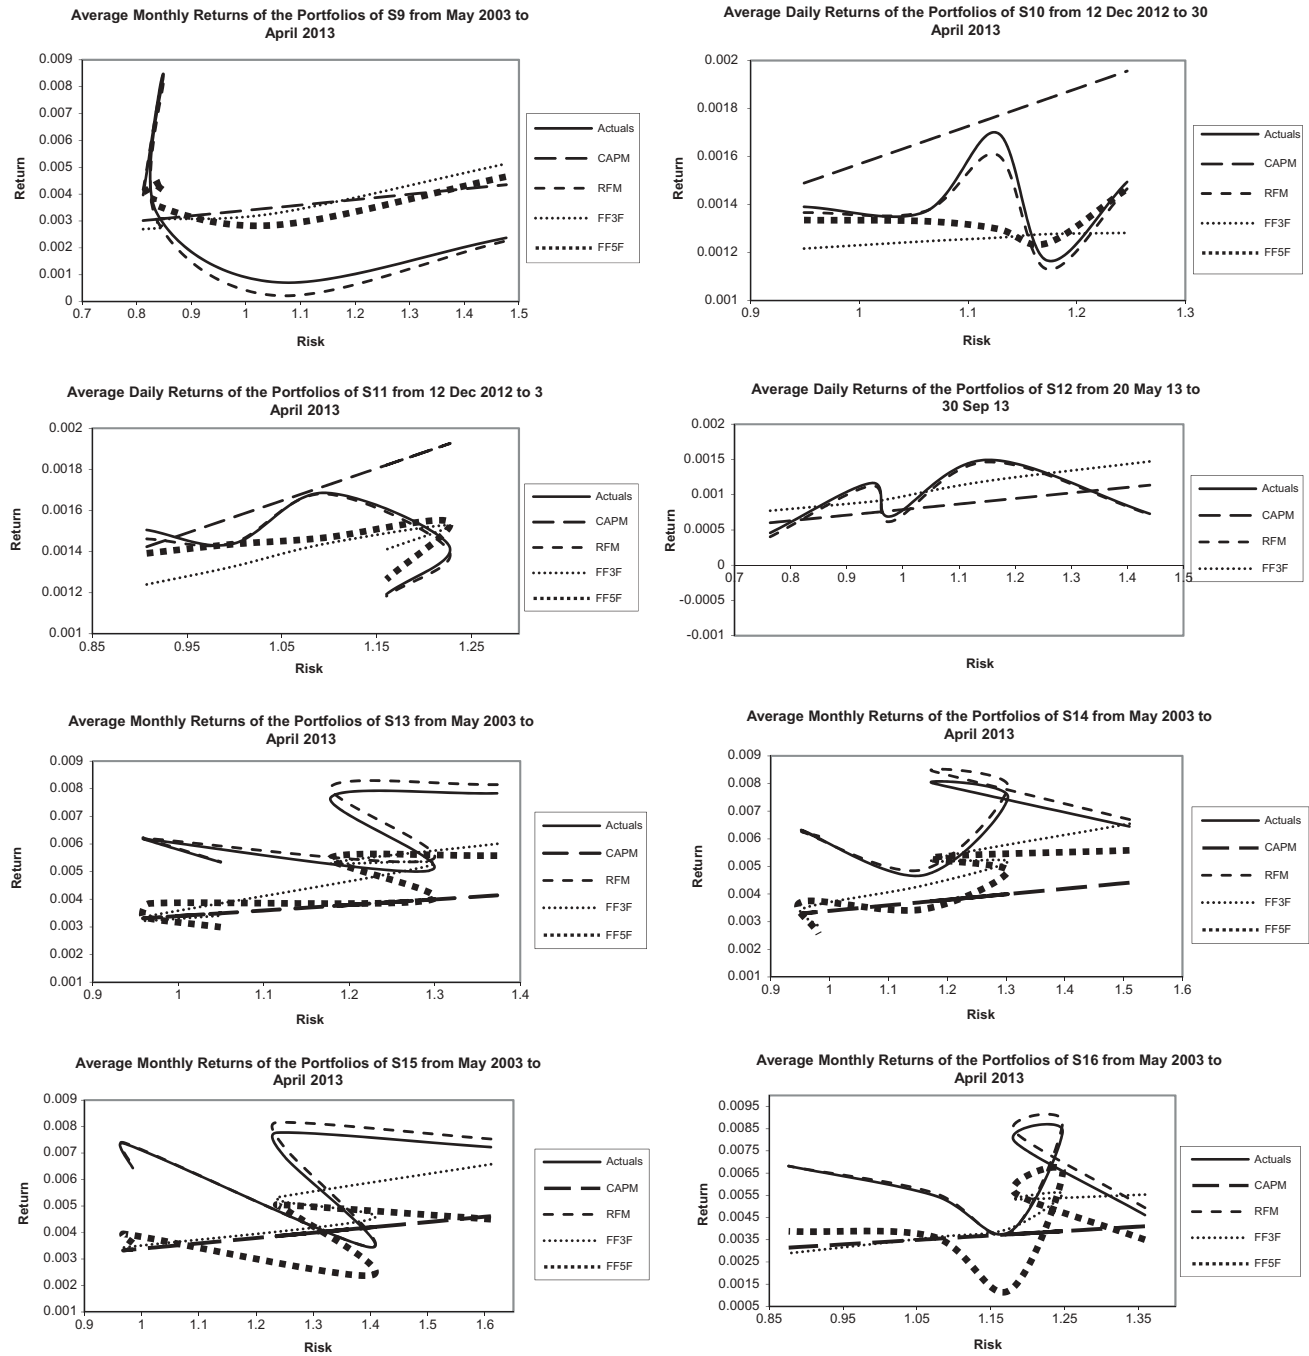 Average Monthly Returns of the Portfolios of S9 from May 2003 to
April 2013
0.009
0.008
0.007
0.006
0.005
0.004
0.003
0.002
0.001
0
Return
0.7 0.8 0.9 1 1.1 1.2 1.3 1.4 1.5
Risk
Actuals
CAPM
RFM
FF3F
FF5F
Average Daily Returns of the Portfolios of S10 from 12 Dec 2012 to 30
April 2013
0.002
0.0018
0.0016
0.0014
0.0012
0.001
Return
0.9 1 1.1 1.2 1.3
Risk
Actuals
CAPM
RFM
FF3F
FF5F
Average Daily Returns of the Portfolios of S11 from 12 Dec 2012 to 3
April 2013
0.002
0.0018
0.0016
0.0014
0.0012
0.001
Return
0.85 0.95 1.05 1.15 1.25
Risk
Actuals
CAPM
RFM
FF3F
FF5F
Average Daily Returns of the Portfolios of S12 from 20 May 13 to
30 Sep 13
0.002
0.0015
0.001
0.0005
0
-0.0005
-0.001
Return
0.7 0.8 0.9 1 1.1 1.2 1.3 1.4 1.5
Risk
Actuals
CAPM
RFM
FF3F
Average Monthly Returns of the Portfolios of S13 from May 2003 to
April 2013
0.009
0.008
0.007
0.006
0.005
0.004
0.003
0.002
0.001
Return
0.9 1 1.1 1.2 1.3 1.4
Risk
Actuals
CAPM
RFM
FF3F
FF5F
Average Monthly Returns of the Portfolios of S14 from May 2003 to
April 2013
0.009
0.008
0.007
0.006
0.005
0.004
0.003
0.002
0.001
Return
0.9 1 1.1 1.2 1.3 1.4 1.5 1.6
Risk
Actuals
CAPM
RFM
FF3F
FF5F
Average Monthly Returns of the Portfolios of S15 from May 2003 to
April 2013
0.009
0.008
0.007
0.006
0.005
0.004
0.003
0.002
0.001
Return
0.9 1 1.1 1.2 1.3 1.4 1.5 1.6
Risk
Actuals
CAPM
RFM
FF3F
FF5F
Average Monthly Returns of the Portfolios of S16 from May 2003 to
April 2013
0.0095
0.0085
0.0075
0.0065
0.0055
0.0045
0.0035
0.0025
0.0015
0.0005
Return
0.85 0.95 1.05 1.15 1.25 1.35
Risk
Actuals
CAPM
RFM
FF3F
FF5F